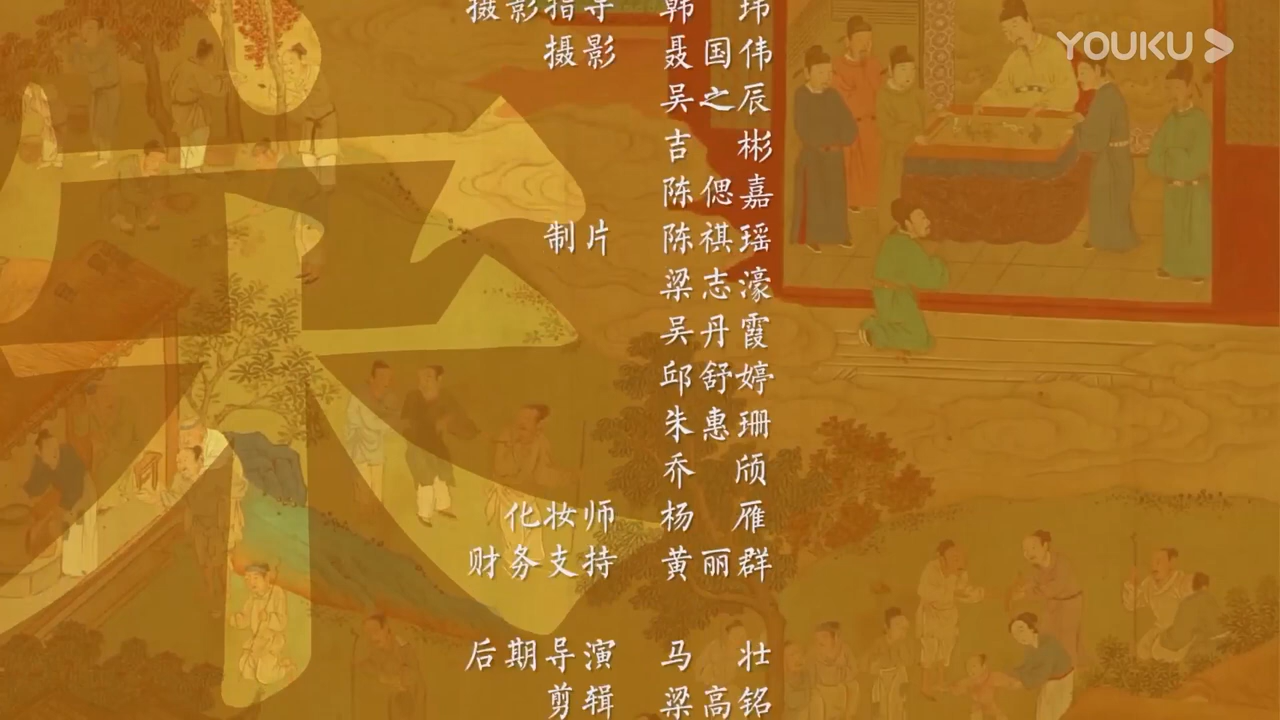 YOUKU
摄影指导 韩 玮
摄影 聂国伟
吴之辰
吉 彬
陈偲嘉
制片 陈祺瑶
梁志濠
吴丹霞
邱舒婷
朱惠珊
乔 颀
化妆师 杨 雁
财务支持 黄丽群
后期导演 马 壮
剪辑 梁高铭
宋